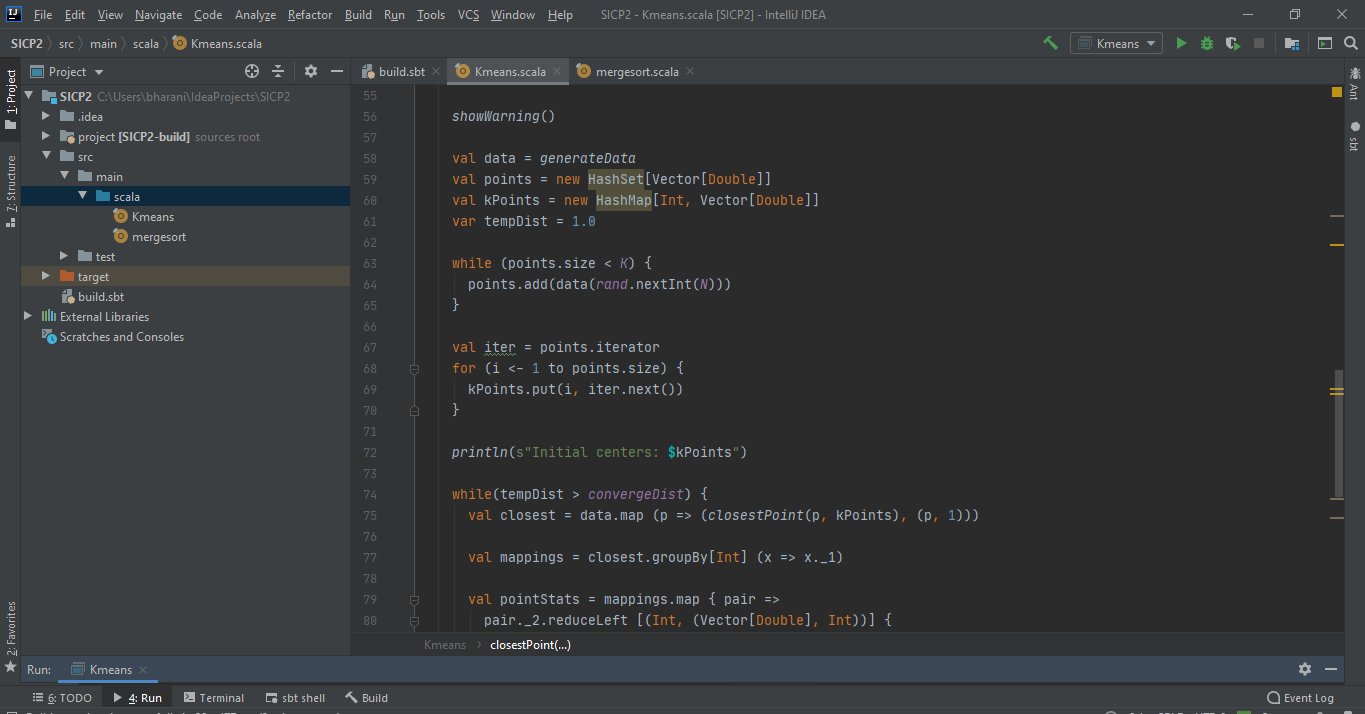 File Edit View Navigate Code Analyze Refactor Build Run Tools VCS Window Help SICP2 - Kmeans.scala [SICP2] - IntelliJ IDEA
SICP2 src main scala Kmeans.scala
Kmeans
1: Project
7: Structure
2: Favorites
Project
SICP2 C:\Users\bharani\IdeaProjects\SICP2
.idea
project [SICP2-build] sources root
src
main
scala
Kmeans
mergesort
test
target
build.sbt
External Libraries
Scratches and Consoles
build.sbt Kmeans.scala mergesort.scala
55
56 showWarning()
57
58 val data = generateData
59 val points = new HashSet[Vector[Double]]
60 val kPoints = new HashMap[Int, Vector[Double]]
61 var tempDist = 1.0
62
63 while (points.size < K) {
64 points.add(data(rand.nextInt(N)))
65 }
66
67 val iter = points.iterator
68 for (i <- 1 to points.size) {
69 kPoints.put(i, iter.next())
70 }
71
72 println(s"Initial centers: $kPoints")
73
74 while(tempDist > convergeDist) {
75 val closest = data.map (p => (closestPoint(p, kPoints), (p, 1)))
76
77 val mappings = closest.groupBy[Int] (x => x._1)
78
79 val pointStats = mappings.map { pair =>
80 pair._2.reduceLeft [(Int, (Vector[Double], Int))] {
Kmeans closestPoint(...)
Ant
sbt
Run: Kmeans
6: TODO 4: Run Terminal sbt shell Build Event Log